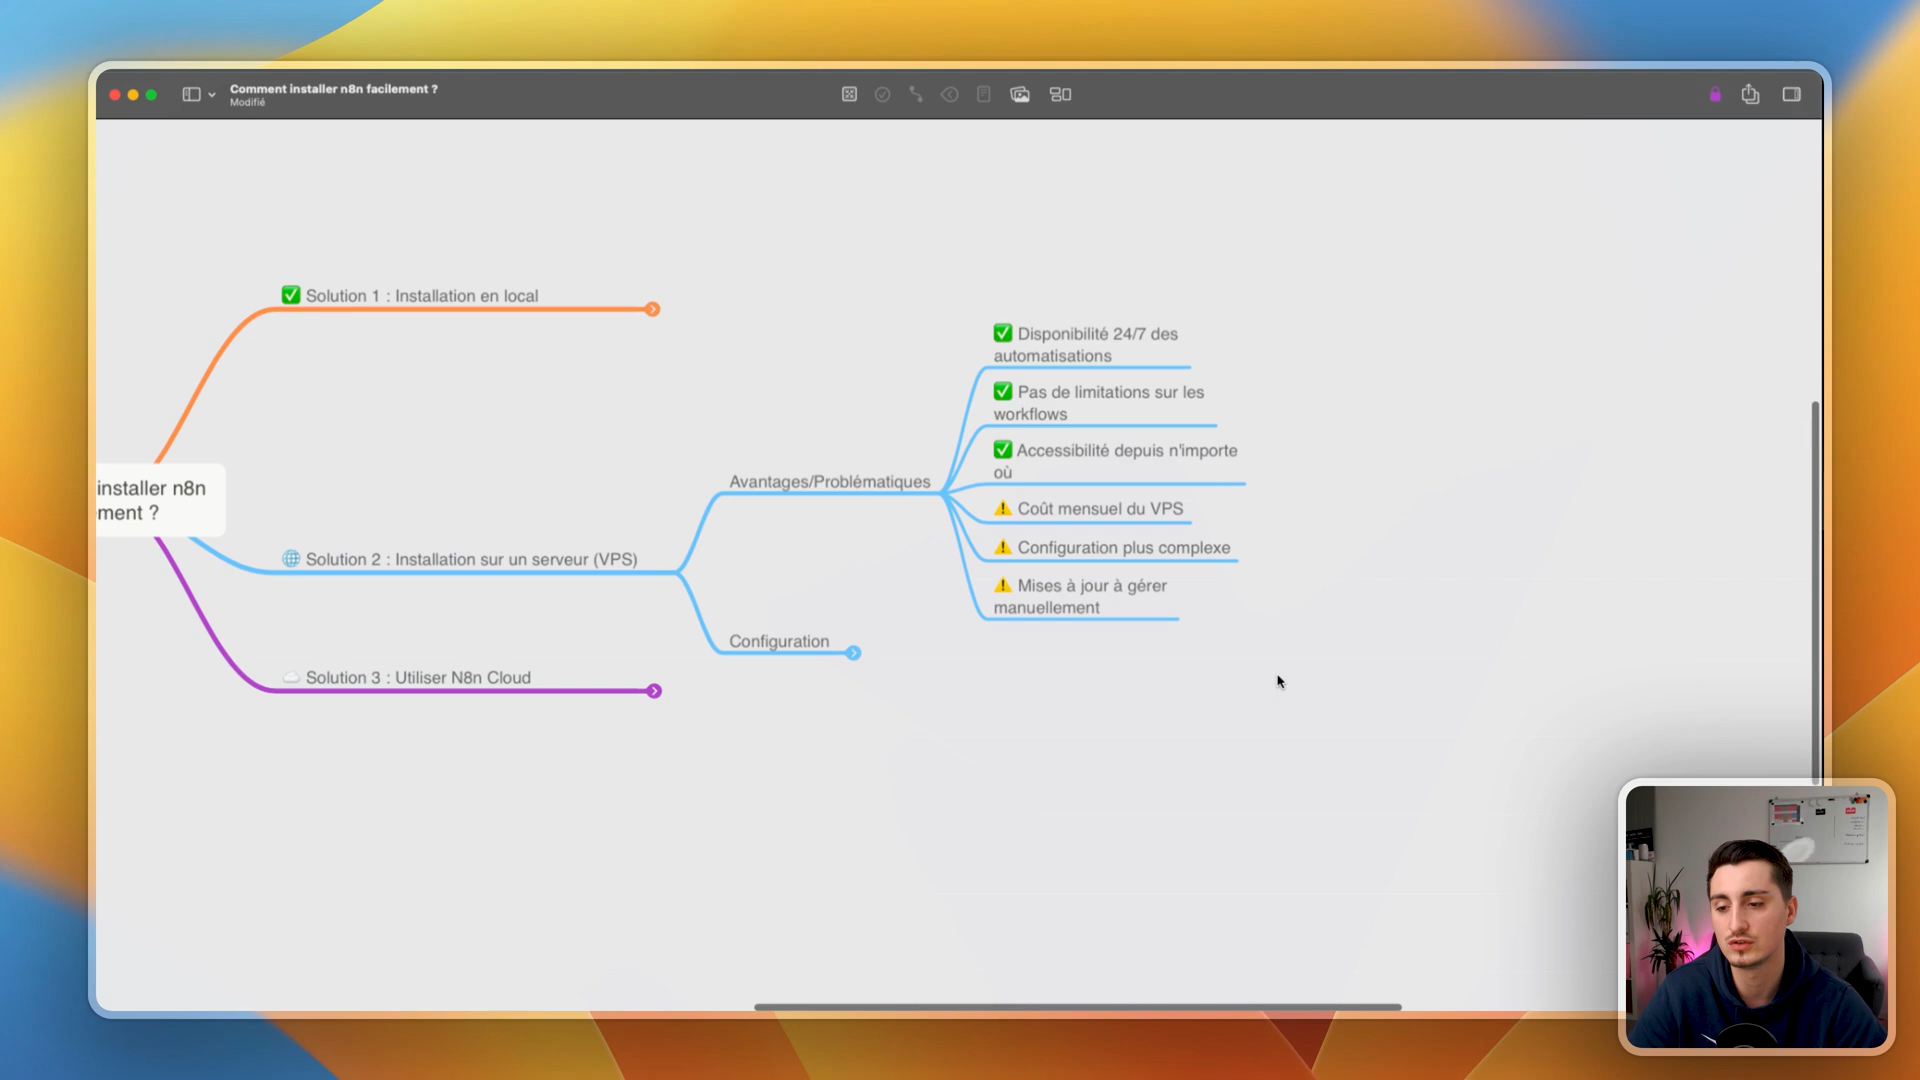 Comment installer n8n facilement ?
Modifié
✅ Solution 1 : Installation en local
✅ Disponibilité 24/7 des
automatisations
✅ Pas de limitations sur les
workflows
✅ Accessibilité depuis n'importe
où
Avantages/Problématiques
installer n8n
ment ?
⚠️ Coût mensuel du VPS
⚠️ Configuration plus complexe
🌐 Solution 2 : Installation sur un serveur (VPS)
⚠️ Mises à jour à gérer
manuellement
Configuration
☁️ Solution 3 : Utiliser N8n Cloud